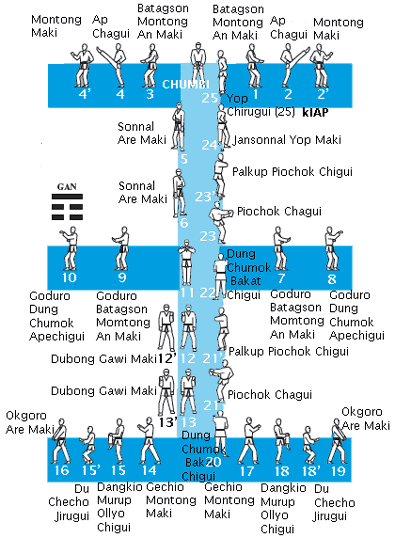 Montong
Maki
Ap
Chagui
Batagson
Montong
An Maki
Batagson
Montong
An Maki
Ap
Chagui
Montong
Maki
CHUMBI
4' 4 3 25 1 2 2'
Yop
Chirugui (25) kIAP
Sonnal
Are Maki
5
24
Jansonnal Yop Maki
Sonnal
Are Maki
6
23'
Palkup Piochok Chigui
GAN
23
Piochok Chagui
10 9 11 22 7 8
Dung
Chumok
Bakat
Chigui
Goduro
Dung
Chumok
Apechigui
Goduro
Batagson
Momtong
An Maki
Goduro
Batagson
Momtong
An Maki
Goduro
Dung
Chumok
Apechigui
Dubong Gawi Maki
12' 12 21'
Palkup Piochok Chigui
Dubong Gawi Maki
13' 13 21
Piochok Chagui
Okgoro
Are Maki
Okgoro
Are Maki
Dung
Chumok
Bakat
Chigui
16 15' 15 14 20 17 18 18' 19
Du
Checho
Jirugui
Dangkio
Murup
Ollyo
Chigui
Gechio
Montong
Maki
Gechio
Montong
Maki
Dangkio
Murup
Ollyo
Chigui
Du
Checho
Jirugui